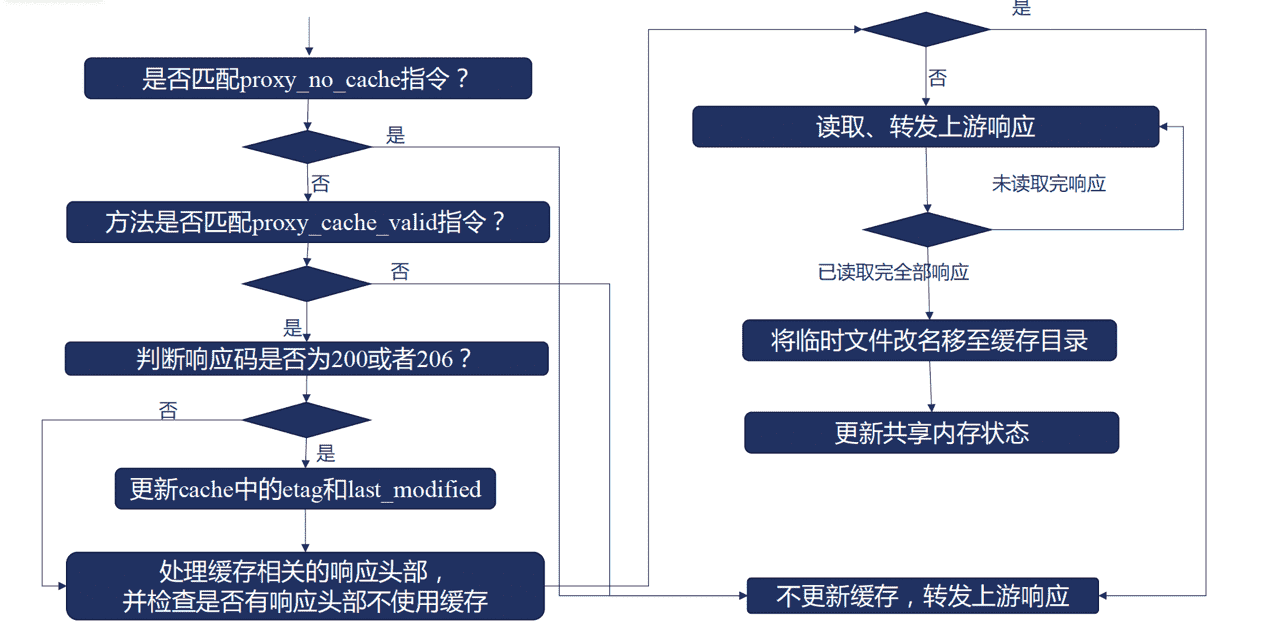 是否匹配proxy_no_cache指令？
是
否
方法是否匹配proxy_cache_valid指令？
否
是
判断响应码是否为200或者206？
否
是
更新cache中的etag和last_modified
处理缓存相关的响应头部，
并检查是否有响应头部不使用缓存
是
否
读取、转发上游响应
未读取完响应
已读取完全部响应
将临时文件改名移至缓存目录
更新共享内存状态
不更新缓存，转发上游响应